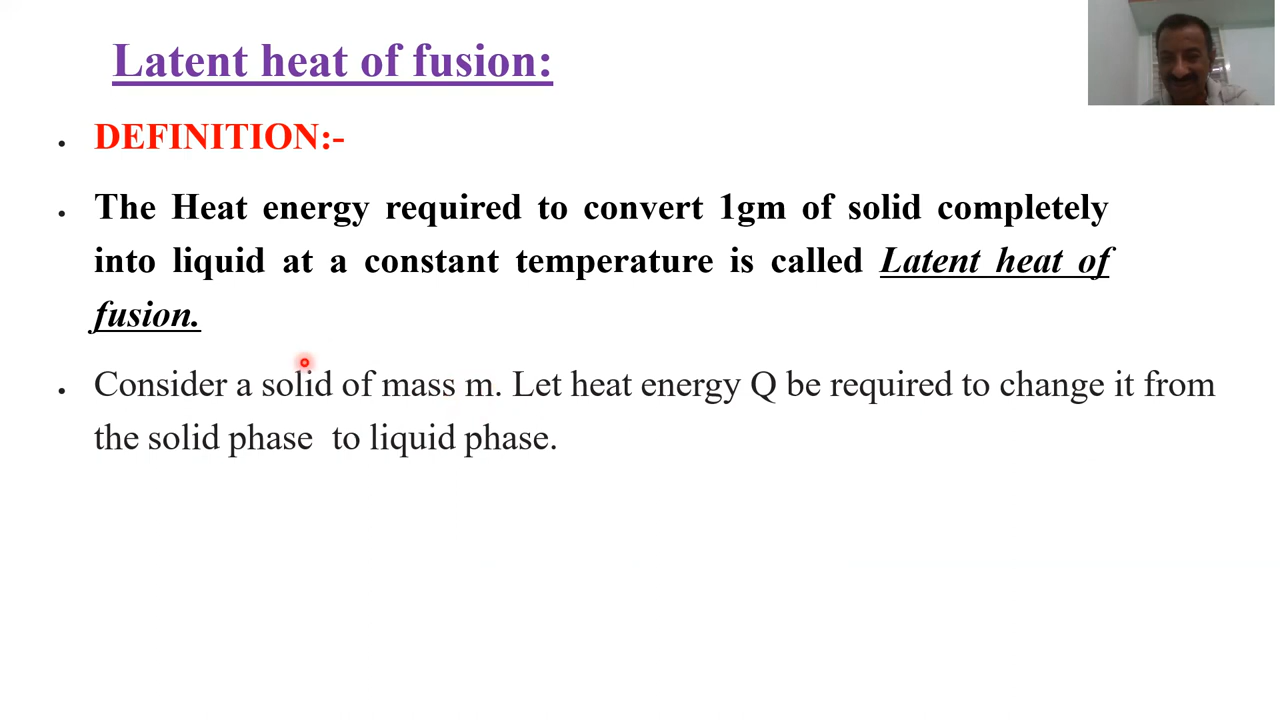 Latent heat of fusion:
• DEFINITION:-
• The Heat energy required to convert 1gm of solid completely
into liquid at a constant temperature is called Latent heat of
fusion.
• Consider a solid of mass m. Let heat energy Q be required to change it from
the solid phase to liquid phase.